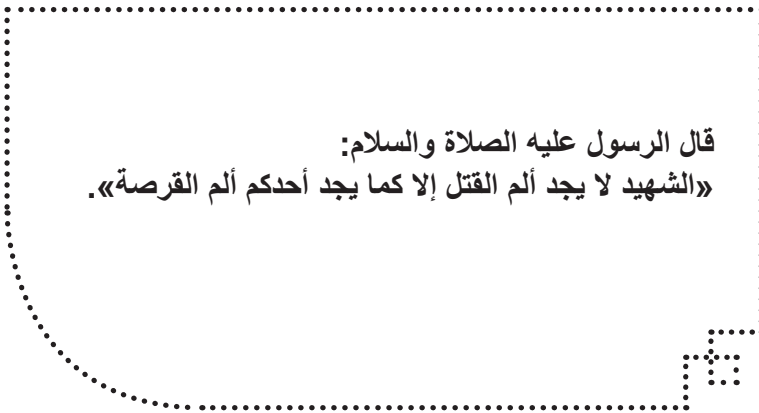 قال الرسول عليه الصلاة والسلام:
«الشهيد لا يجد ألم القتل إلا كما يجد أحدكم ألم القرصة».